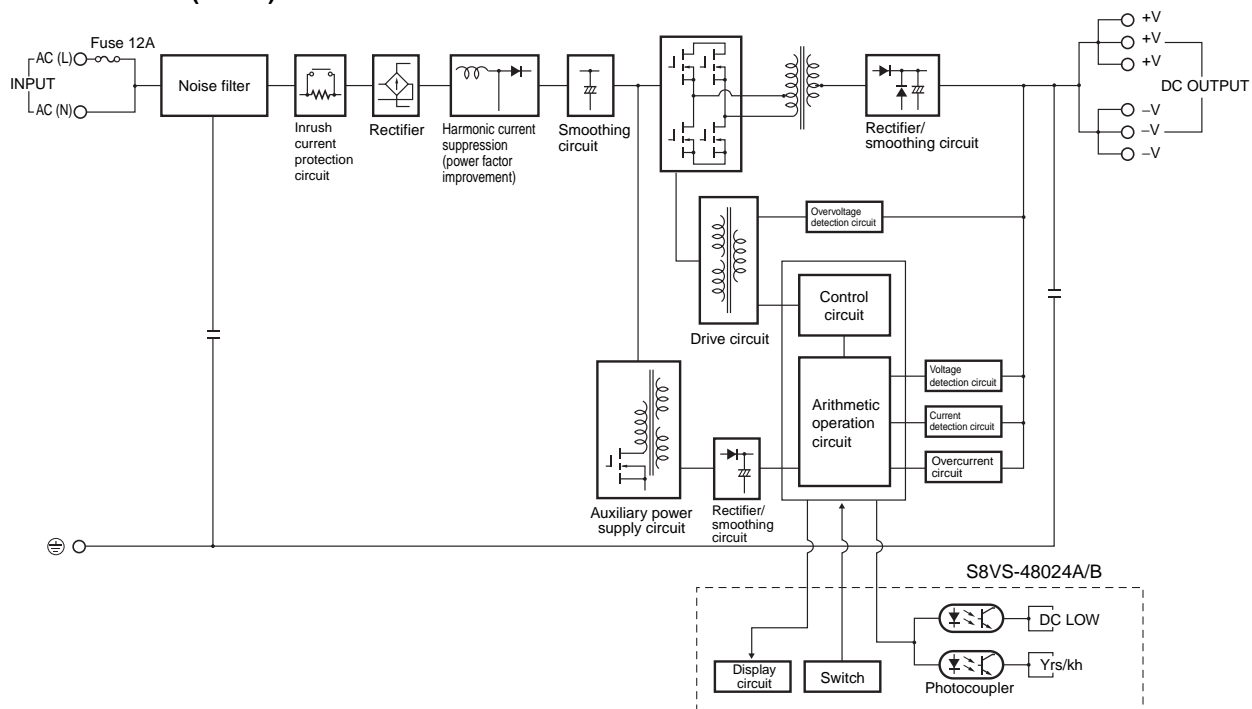 Fuse 12A
AC (L)
INPUT
AC (N)
Noise filter
Inrush
current
protection
circuit
Rectifier
Harmonic current
suppression
(power factor
improvement)
Smoothing
circuit
Rectifier/
smoothing circuit
+V
+V
+V
DC OUTPUT
–V
–V
–V
Overvoltage
detection circuit
Drive circuit
Control
circuit
Arithmetic
operation
circuit
Voltage
detection circuit
Current
detection circuit
Overcurrent
circuit
Auxiliary power
supply circuit
Rectifier/
smoothing
circuit
S8VS-48024A/B
DC LOW
Yrs/kh
Photocoupler
Display
circuit
Switch